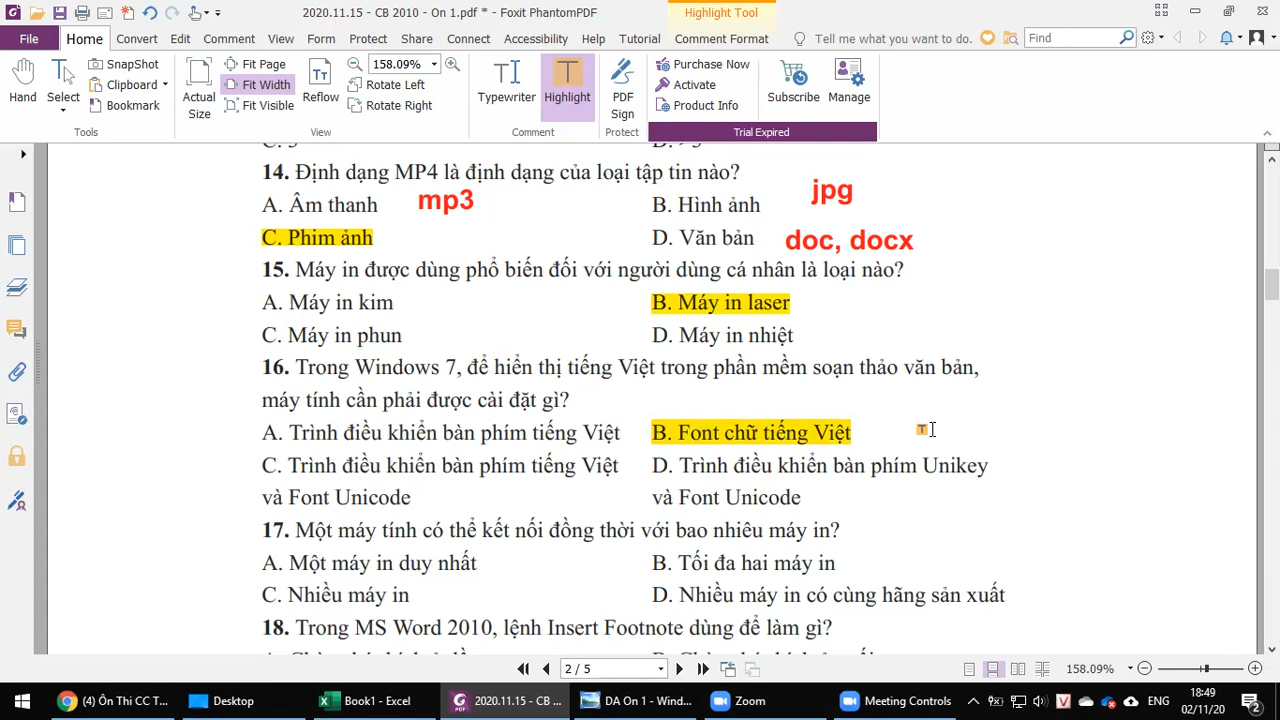 2020.11.15 - CB 2010 - On 1.pdf * - Foxit PhantomPDF
Highlight Tool
File Home Convert Edit Comment View Form Protect Share Connect Accessibility Help Tutorial Comment Format Tell me what you want to do.. Find
SnapShot
Clipboard
Bookmark
Hand
Select
Actual Size
Fit Page
Fit Width
Fit Visible
Reflow
158.09%
Rotate Left
Rotate Right
Typewriter
Highlight
PDF Sign
Purchase Now
Activate
Product Info
Subscribe
Manage
Tools View Comment Protect Trial Expired
14. Định dạng MP4 là định dạng của loại tập tin nào?
A. Âm thanh mp3 B. Hình ảnh jpg
C. Phim ảnh D. Văn bản doc, docx
15. Máy in được dùng phổ biến đối với người dùng cá nhân là loại nào?
A. Máy in kim B. Máy in laser
C. Máy in phun D. Máy in nhiệt
16. Trong Windows 7, để hiển thị tiếng Việt trong phần mềm soạn thảo văn bản,
máy tính cần phải được cài đặt gì?
A. Trình điều khiển bàn phím tiếng Việt B. Font chữ tiếng Việt
C. Trình điều khiển bàn phím tiếng Việt D. Trình điều khiển bàn phím Unikey
và Font Unicode và Font Unicode
17. Một máy tính có thể kết nối đồng thời với bao nhiêu máy in?
A. Một máy in duy nhất B. Tối đa hai máy in
C. Nhiều máy in D. Nhiều máy in có cùng hãng sản xuất
18. Trong MS Word 2010, lệnh Insert Footnote dùng để làm gì?
2 / 5 158.09%
(4) Ôn Thi CC T... Desktop Book1 - Excel 2020.11.15 - CB ... DA On 1 - Wind... Zoom Meeting Controls ENG 18:49
02/11/20 2